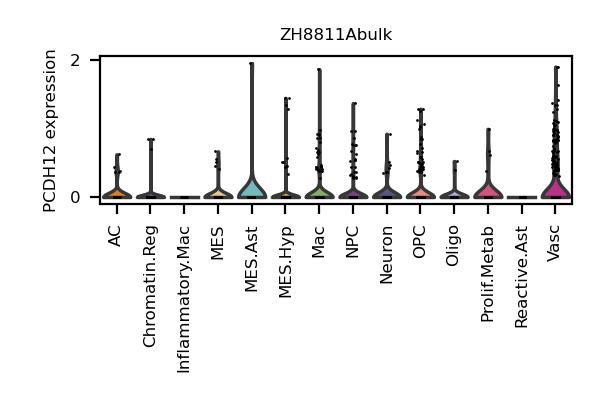 ZH8811Abulk
PCDH12 expression
2
0
AC
Chromatin.Reg
Inflammatory.Mac
MES
MES.Ast
MES.Hyp
Mac
NPC
Neuron
OPC
Oligo
Prolif.Metab
Reactive.Ast
Vasc